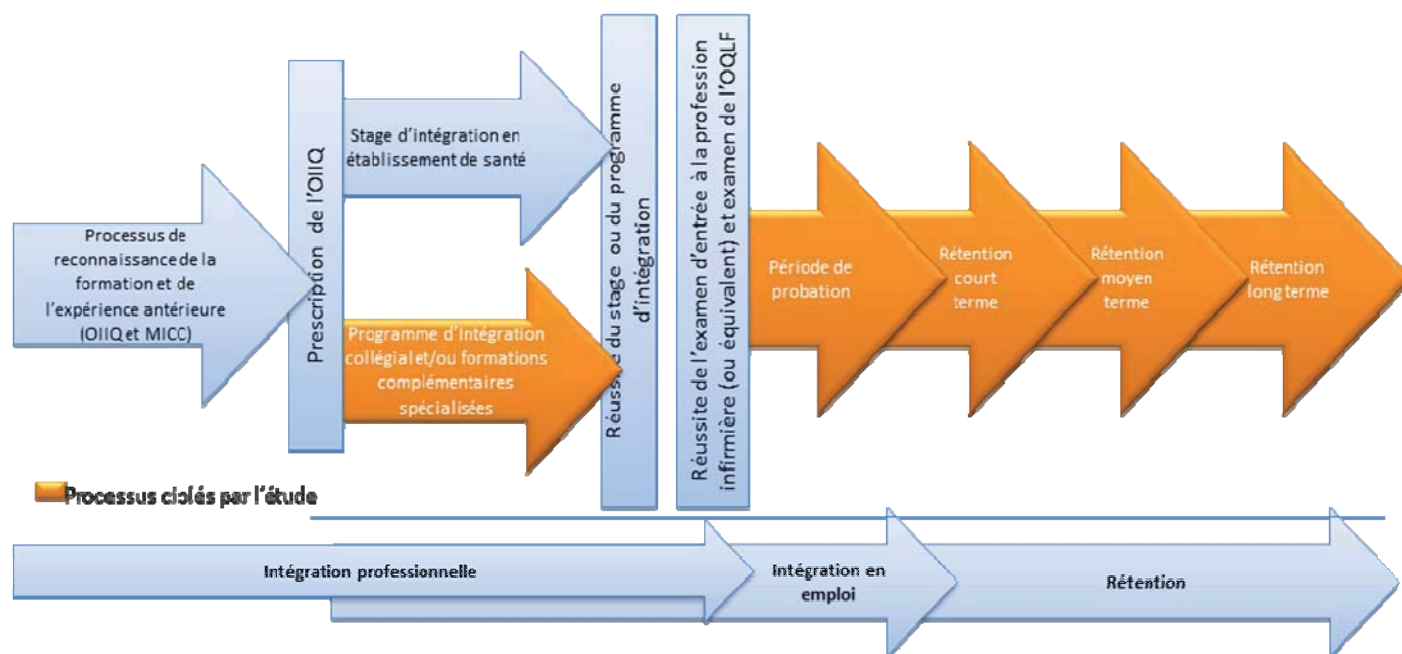 Processus de
reconnaissance de la
formation et de
l'expérience antérieure
(OIIQ et MICC)
Prescription de l'OIIQ
Stage d'intégration en
établissement de santé
Programme d'Intégration
collégial et/ou formations
complémentaires
spécialisées
Réussite du stage ou du programme
d'intégration
Réussite de l'examen d'entrée à la profession
infirmière (ou équivalent) et examen de l'OQLF
Période de
probation
Rétention
court
terme
Rétention
moyen
terme
Rétention
long terme
Processus ciblés par l'étude
Intégration professionnelle
Intégration en
emploi
Rétention